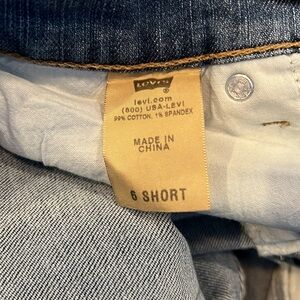 LEVI'S
levi.com
(800) USA-LEVI
99% COTTON, 1% SPANDEX
MADE IN
CHINA
6 SHORT